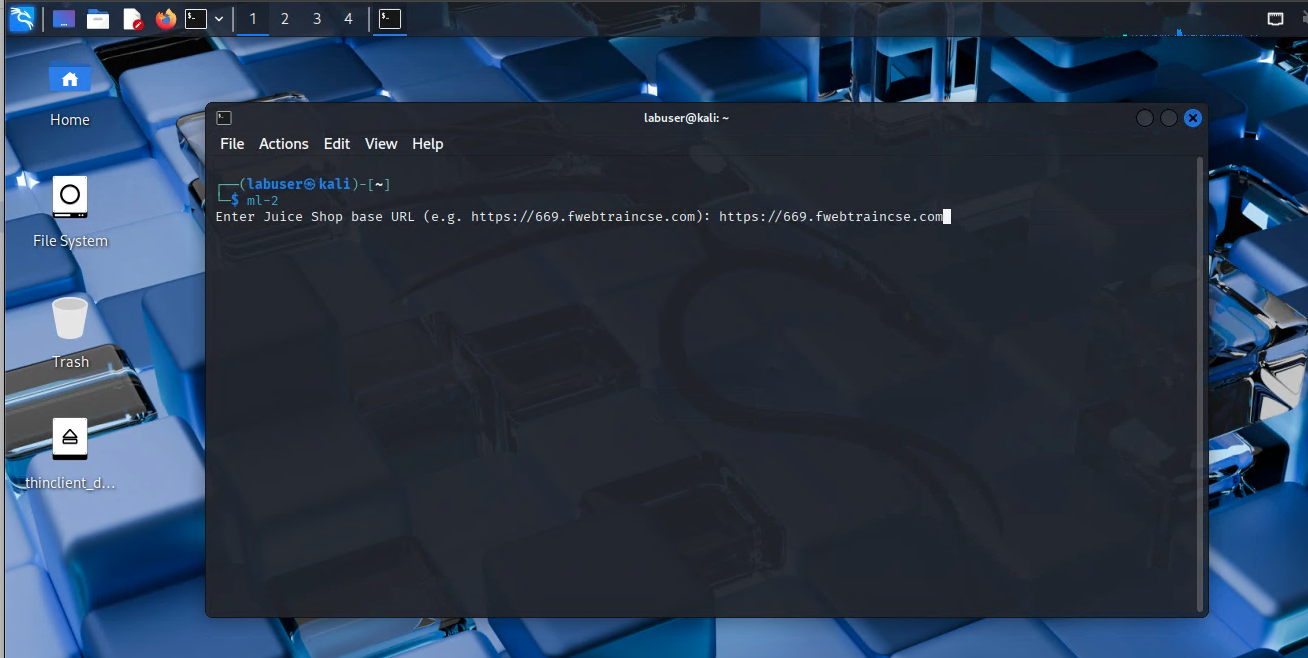 1 2 3 4
Home
File System
Trash
thinclient_d...
labuser@kali: ~
File Actions Edit View Help
┌──(labuser㉿kali)-[~]
└─$ ml-2
Enter Juice Shop base URL (e.g. https://669.fwebtraincse.com): https://669.fwebtraincse.com